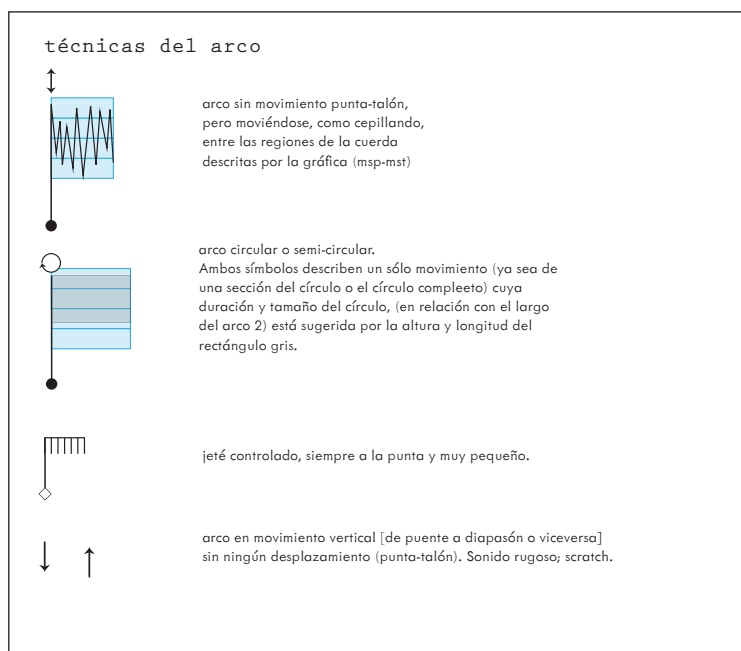 técnicas del arco
arco sin movimiento punta-talón,
pero moviéndose, como cepillando,
entre las regiones de la cuerda
descritas por la gráfica (msp-mst)
arco circular o semi-circular.
Ambos símbolos describen un sólo movimiento (ya sea de
una sección del círculo o el círculo compleeto) cuya
duración y tamaño del círculo, (en relación con el largo
del arco 2) está sugerida por la altura y longitud del
rectángulo gris.
jeté controlado, siempre a la punta y muy pequeño.
arco en movimiento vertical [de puente a diapasón o viceversa]
sin ningún desplazamiento (punta-talón). Sonido rugoso; scratch.